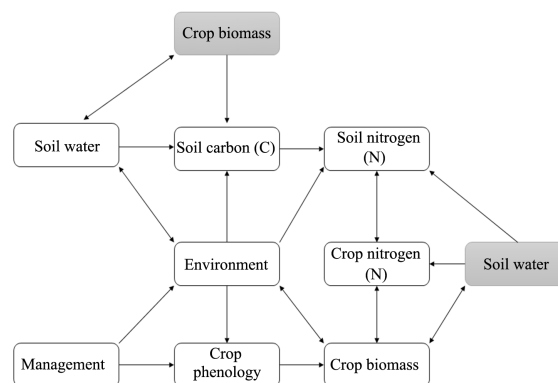 Crop biomass
Soil water
Soil carbon (C)
Soil nitrogen
(N)
Environment
Crop nitrogen
(N)
Soil water
Management
Crop
phenology
Crop biomass